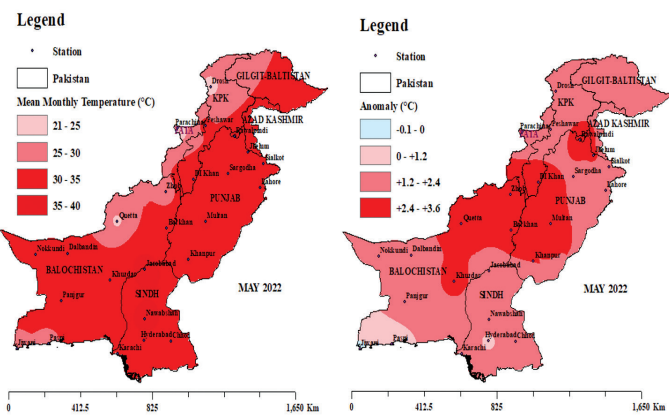 Legend
Station
Pakistan
Mean Monthly Temperature (°C)
21 - 25
25 - 30
30 - 35
35 - 40
Drosh
GILGIT-BALTISTAN
KPK
AZAD KASHMIR
Parachinar
Peshawar
FATA
Rawalpindi
Jhelum
Sialkot
Sargodha
Lahore
DI Khan
Zhob
PUNJAB
Quetta
Barkhan
Multan
Nokkundi
Dalbandin
Khanpur
BALOCHISTAN
Jacobabad
Khuzdar
MAY 2022
Panjgur
SINDH
Nawabshah
Jiwani
Pasni
Hyderabad
Chhor
Karachi
0 412.5 825 1,650 Km
Legend
Station
Pakistan
Anomaly (°C)
-0.1 - 0
0 - +1.2
+1.2 - +2.4
+2.4 - +3.6
Drosh
GILGIT-BALTISTAN
KPK
AZAD KASHMIR
Parachinar
Peshawar
FATA
Rawalpindi
Jhelum
Sialkot
Sargodha
Lahore
DI Khan
Zhob
PUNJAB
Quetta
Barkhan
Multan
Nokkundi
Dalbandin
Khanpur
BALOCHISTAN
Jacobabad
Khuzdar
MAY 2022
Panjgur
SINDH
Nawabshah
Jiwani
Pasni
Hyderabad
Chhor
Karachi
0 412.5 825 1,650 Km